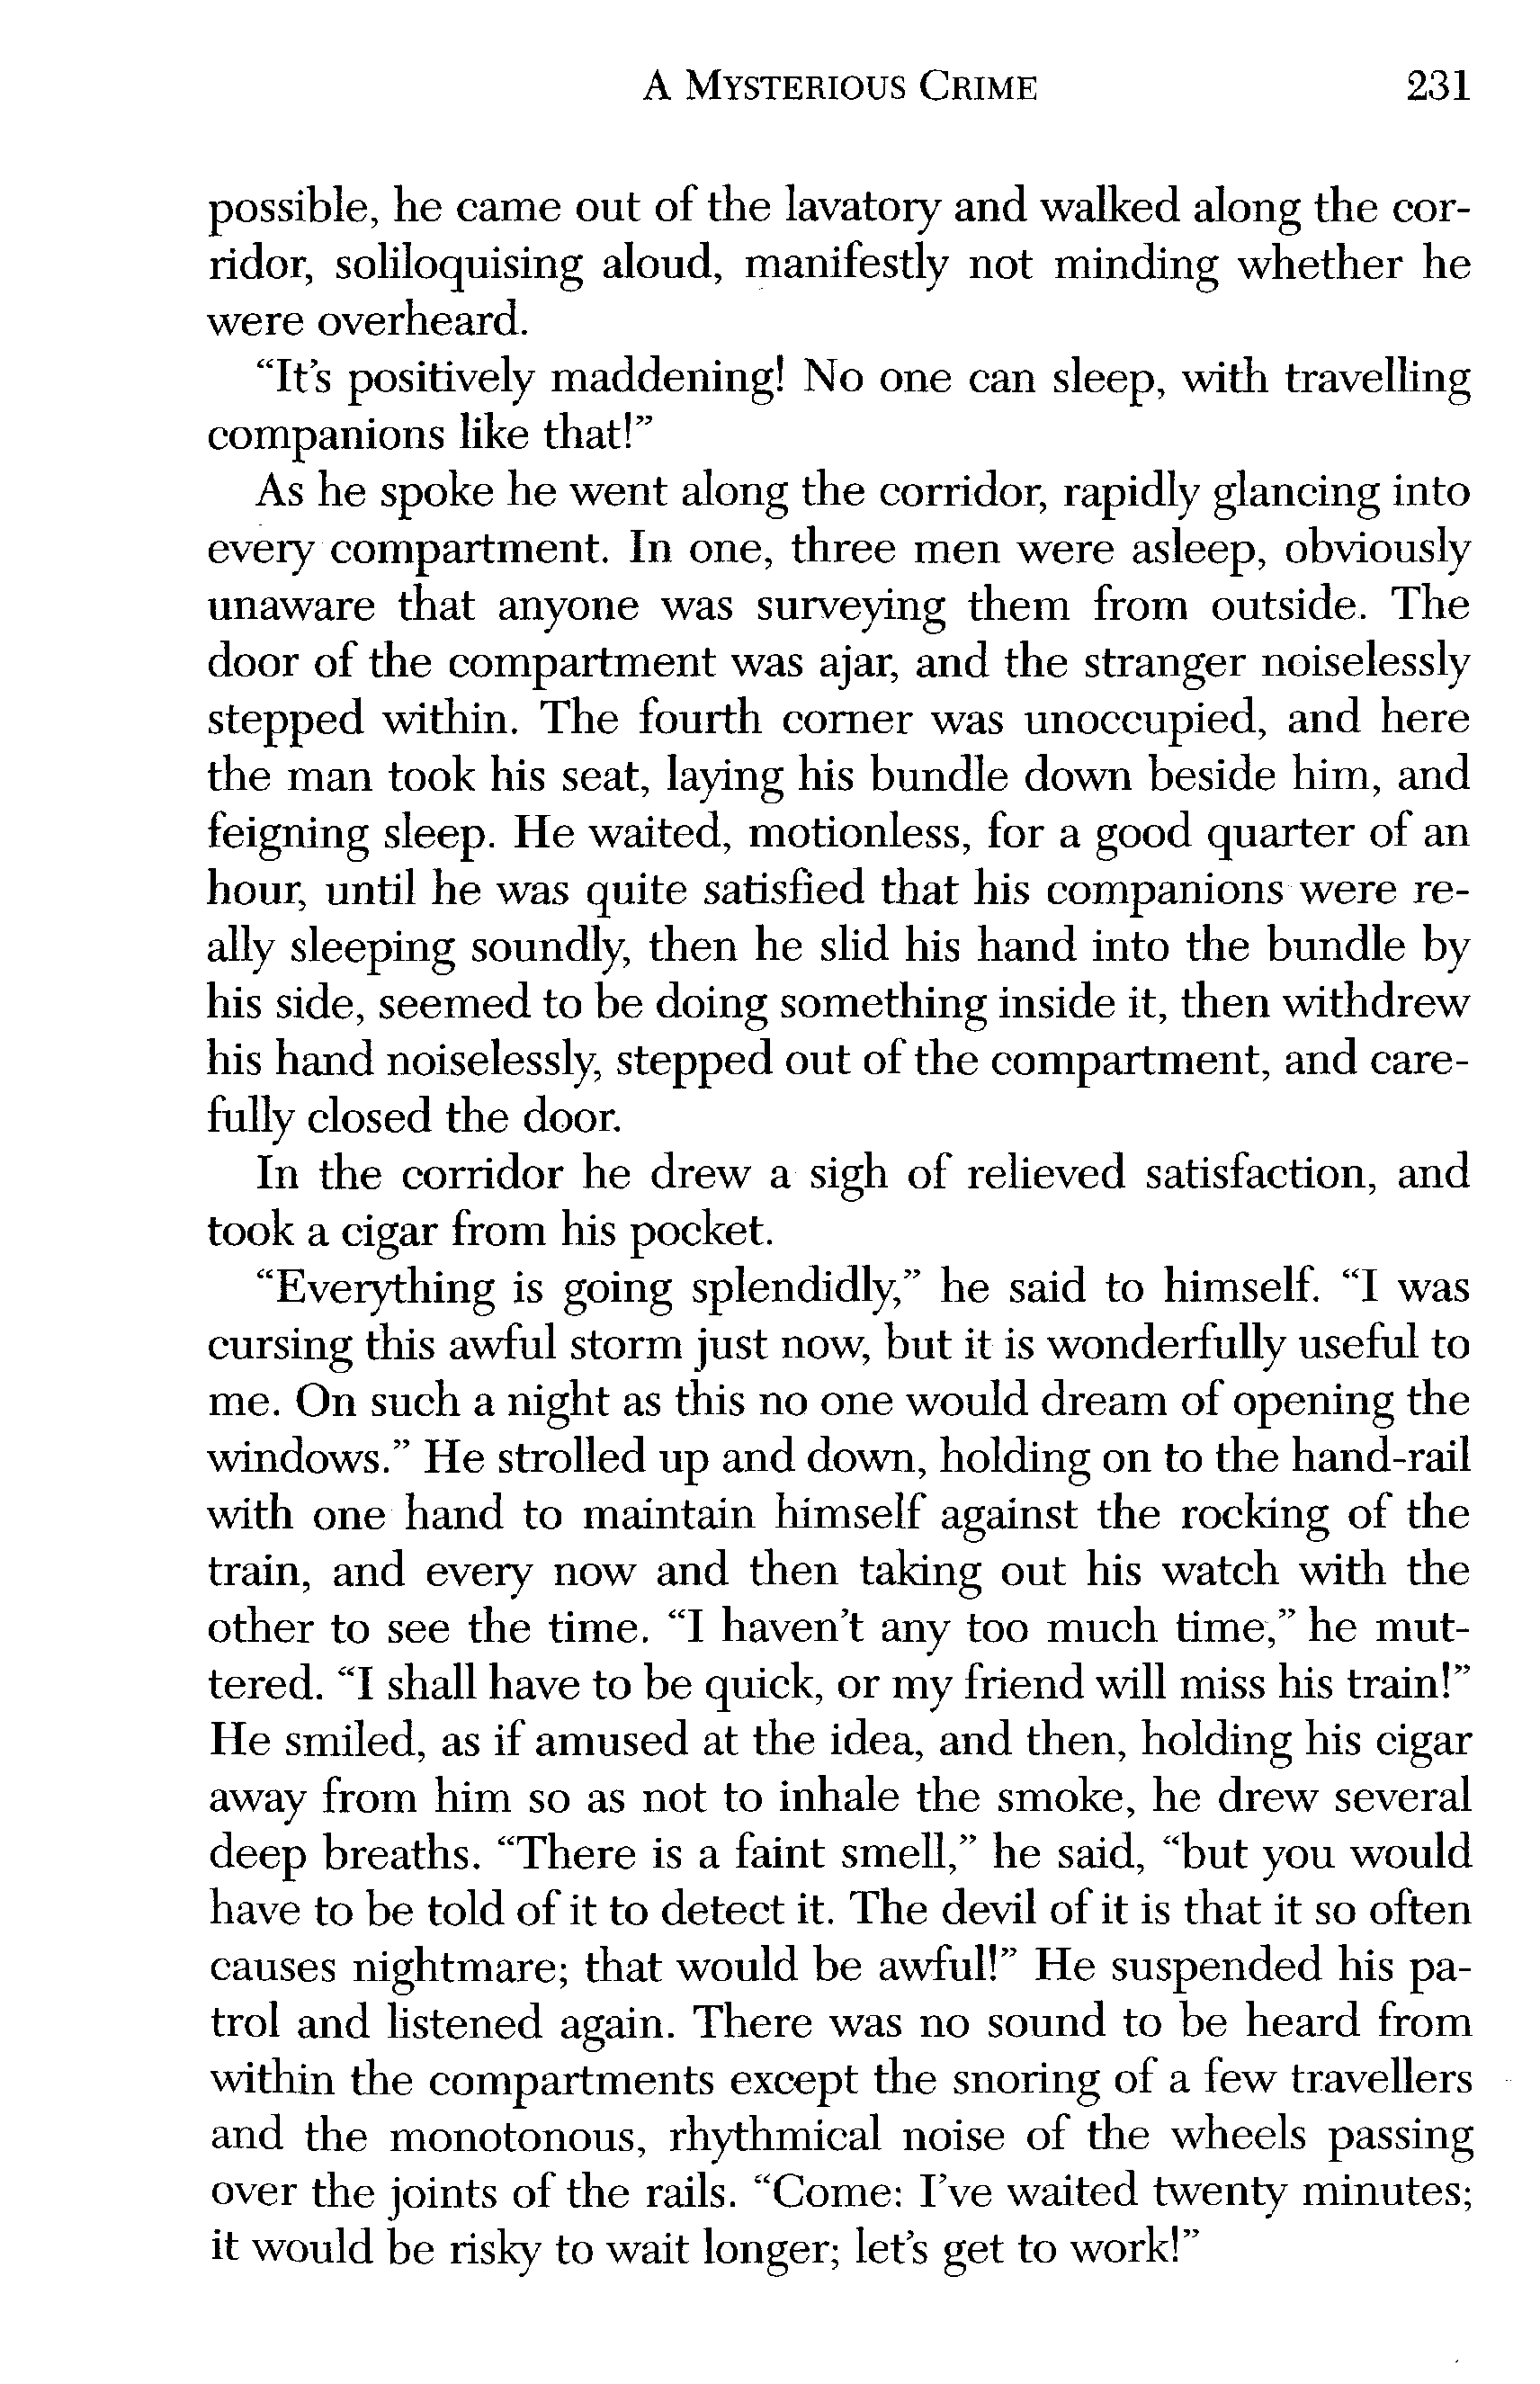 A MYSTERIOUS CRIME 231
possible, he came out of the lavatory and walked along the cor-
ridor, soliloquising aloud, manifestly not minding whether he
were overheard.
“It’s positively maddening! No one can sleep, with travelling
companions like that!”
As he spoke he went along the corridor, rapidly glancing into
every compartment. In one, three men were asleep, obviously
unaware that anyone was surveying them from outside. The
door of the compartment was ajar, and the stranger noiselessly
stepped within. The fourth corner was unoccupied, and here
the man took his seat, laying his bundle down beside him, and
feigning sleep. He waited, motionless, for a good quarter of an
hour, until he was quite satisfied that his companions were re-
ally sleeping soundly, then he slid his hand into the bundle by
his side, seemed to be doing something inside it, then withdrew
his hand noiselessly, stepped out of the compartment, and care-
fully closed the door.
In the corridor he drew a sigh of relieved satisfaction, and
took a cigar from his pocket.
“Everything is going splendidly,” he said to himself. “I was
cursing this awful storm just now, but it is wonderfully useful to
me. On such a night as this no one would dream of opening the
windows.” He strolled up and down, holding on to the hand-rail
with one hand to maintain himself against the rocking of the
train, and every now and then taking out his watch with the
other to see the time. “I haven’t any too much time,” he mut-
tered. “I shall have to be quick, or my friend will miss his train!”
He smiled, as if amused at the idea, and then, holding his cigar
away from him so as not to inhale the smoke, he drew several
deep breaths. “There is a faint smell,” he said, “but you would
have to be told of it to detect it. The devil of it is that it so often
causes nightmare; that would be awful!” He suspended his pa-
trol and listened again. There was no sound to be heard from
within the compartments except the snoring of a few travellers
and the monotonous, rhythmical noise of the wheels passing
over the joints of the rails. “Come: I’ve waited twenty minutes;
it would be risky to wait longer; let’s get to work!”